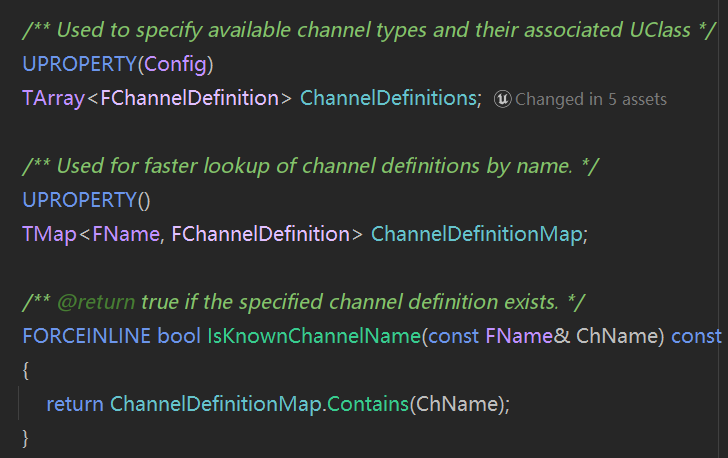 /** Used to specify available channel types and their associated UClass */
UPROPERTY(Config)
TArray<FChannelDefinition> ChannelDefinitions; Changed in 5 assets
/** Used for faster lookup of channel definitions by name. */
UPROPERTY()
TMap<FName, FChannelDefinition> ChannelDefinitionMap;
/** @return true if the specified channel definition exists. */
FORCEINLINE bool IsKnownChannelName(const FName& ChName) const
{
return ChannelDefinitionMap.Contains(ChName);
}